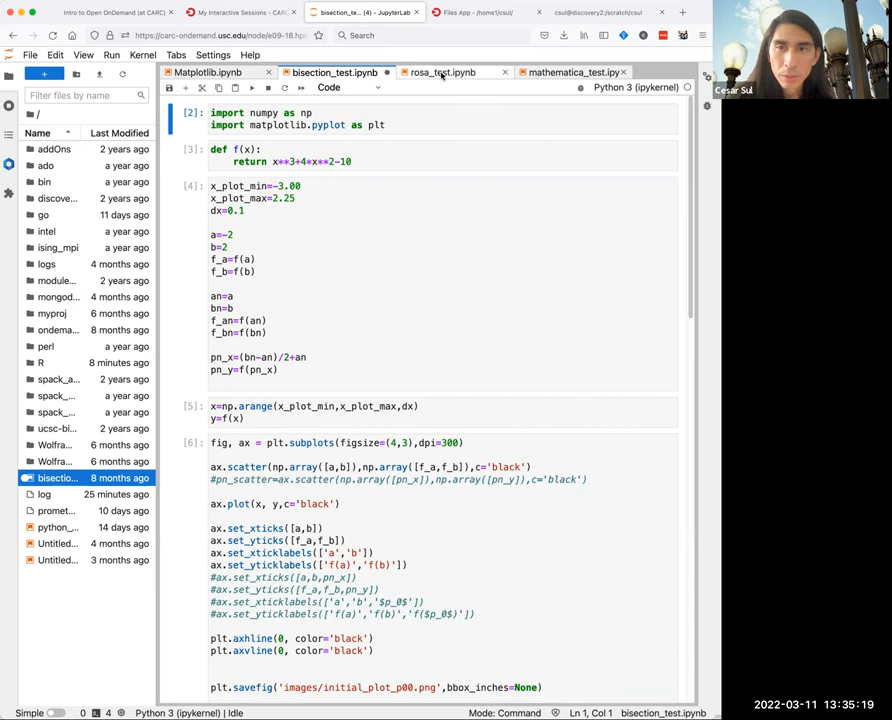 Intro to Open OnDemand (at CARC)
My Interactive Sessions - CARC
bisection_te... (4) - JupyterLab
Files App - /home1/csul/
csul@discovery2:/scratch/csul
https://carc-ondemand.usc.edu/node/e09-18.hpc
Search
File Edit View Run Kernel Tabs Settings Help
Cesar Sul
Matplotlib.ipynb
bisection_test.ipynb
rosa_test.ipynb
mathematica_test.ipy
Code
Python 3 (ipykernel)
Filter files by name
/
Name Last Modified
addOns 2 years ago
ado a year ago
bin a year ago
discove... 2 years ago
go 11 days ago
intel a year ago
ising_mpi a year ago
logs 4 months ago
module... 2 years ago
mongod... 4 months ago
myproj a year ago
ondema... 8 months ago
perl a year ago
R 8 minutes ago
spack_a... 2 years ago
spack_... a year ago
spack_... a year ago
ucsc-bi... 2 years ago
Wolfra... 6 months ago
Wolfra... 6 months ago
bisectio... 8 months ago
log 25 minutes ago
promet... 10 days ago
python_... 14 days ago
Untitled... 4 months ago
Untitled... 3 months ago
[2]: import numpy as np
import matplotlib.pyplot as plt
[3]: def f(x):
return x**3+4*x**2-10
[4]: x_plot_min=-3.00
x_plot_max=2.25
dx=0.1
a=-2
b=2
f_a=f(a)
f_b=f(b)
an=a
bn=b
f_an=f(an)
f_bn=f(bn)
pn_x=(bn-an)/2+an
pn_y=f(pn_x)
[5]: x=np.arange(x_plot_min,x_plot_max,dx)
y=f(x)
[6]: fig, ax = plt.subplots(figsize=(4,3),dpi=300)
ax.scatter(np.array([a,b]),np.array([f_a,f_b]),c='black')
#pn_scatter=ax.scatter(np.array([pn_x]),np.array([pn_y]),c='black')
ax.plot(x, y,c='black')
ax.set_xticks([a,b])
ax.set_yticks([f_a,f_b])
ax.set_xticklabels(['a','b'])
ax.set_yticklabels(['f(a)','f(b)'])
#ax.set_xticks([a,b,pn_x])
#ax.set_yticks([f_a,f_b,pn_y])
#ax.set_xticklabels(['a','b','$p_0$'])
#ax.set_yticklabels(['f(a)','f(b)','f($p_0$)'])
plt.axhline(0, color='black')
plt.axvline(0, color='black')
plt.savefig('images/initial_plot_p00.png',bbox_inches=None)
Simple 0 4 Python 3 (ipykernel) | Idle
Mode: Command Ln 1, Col 1 bisection_test.ipynb
2022-03-11 13:35:19